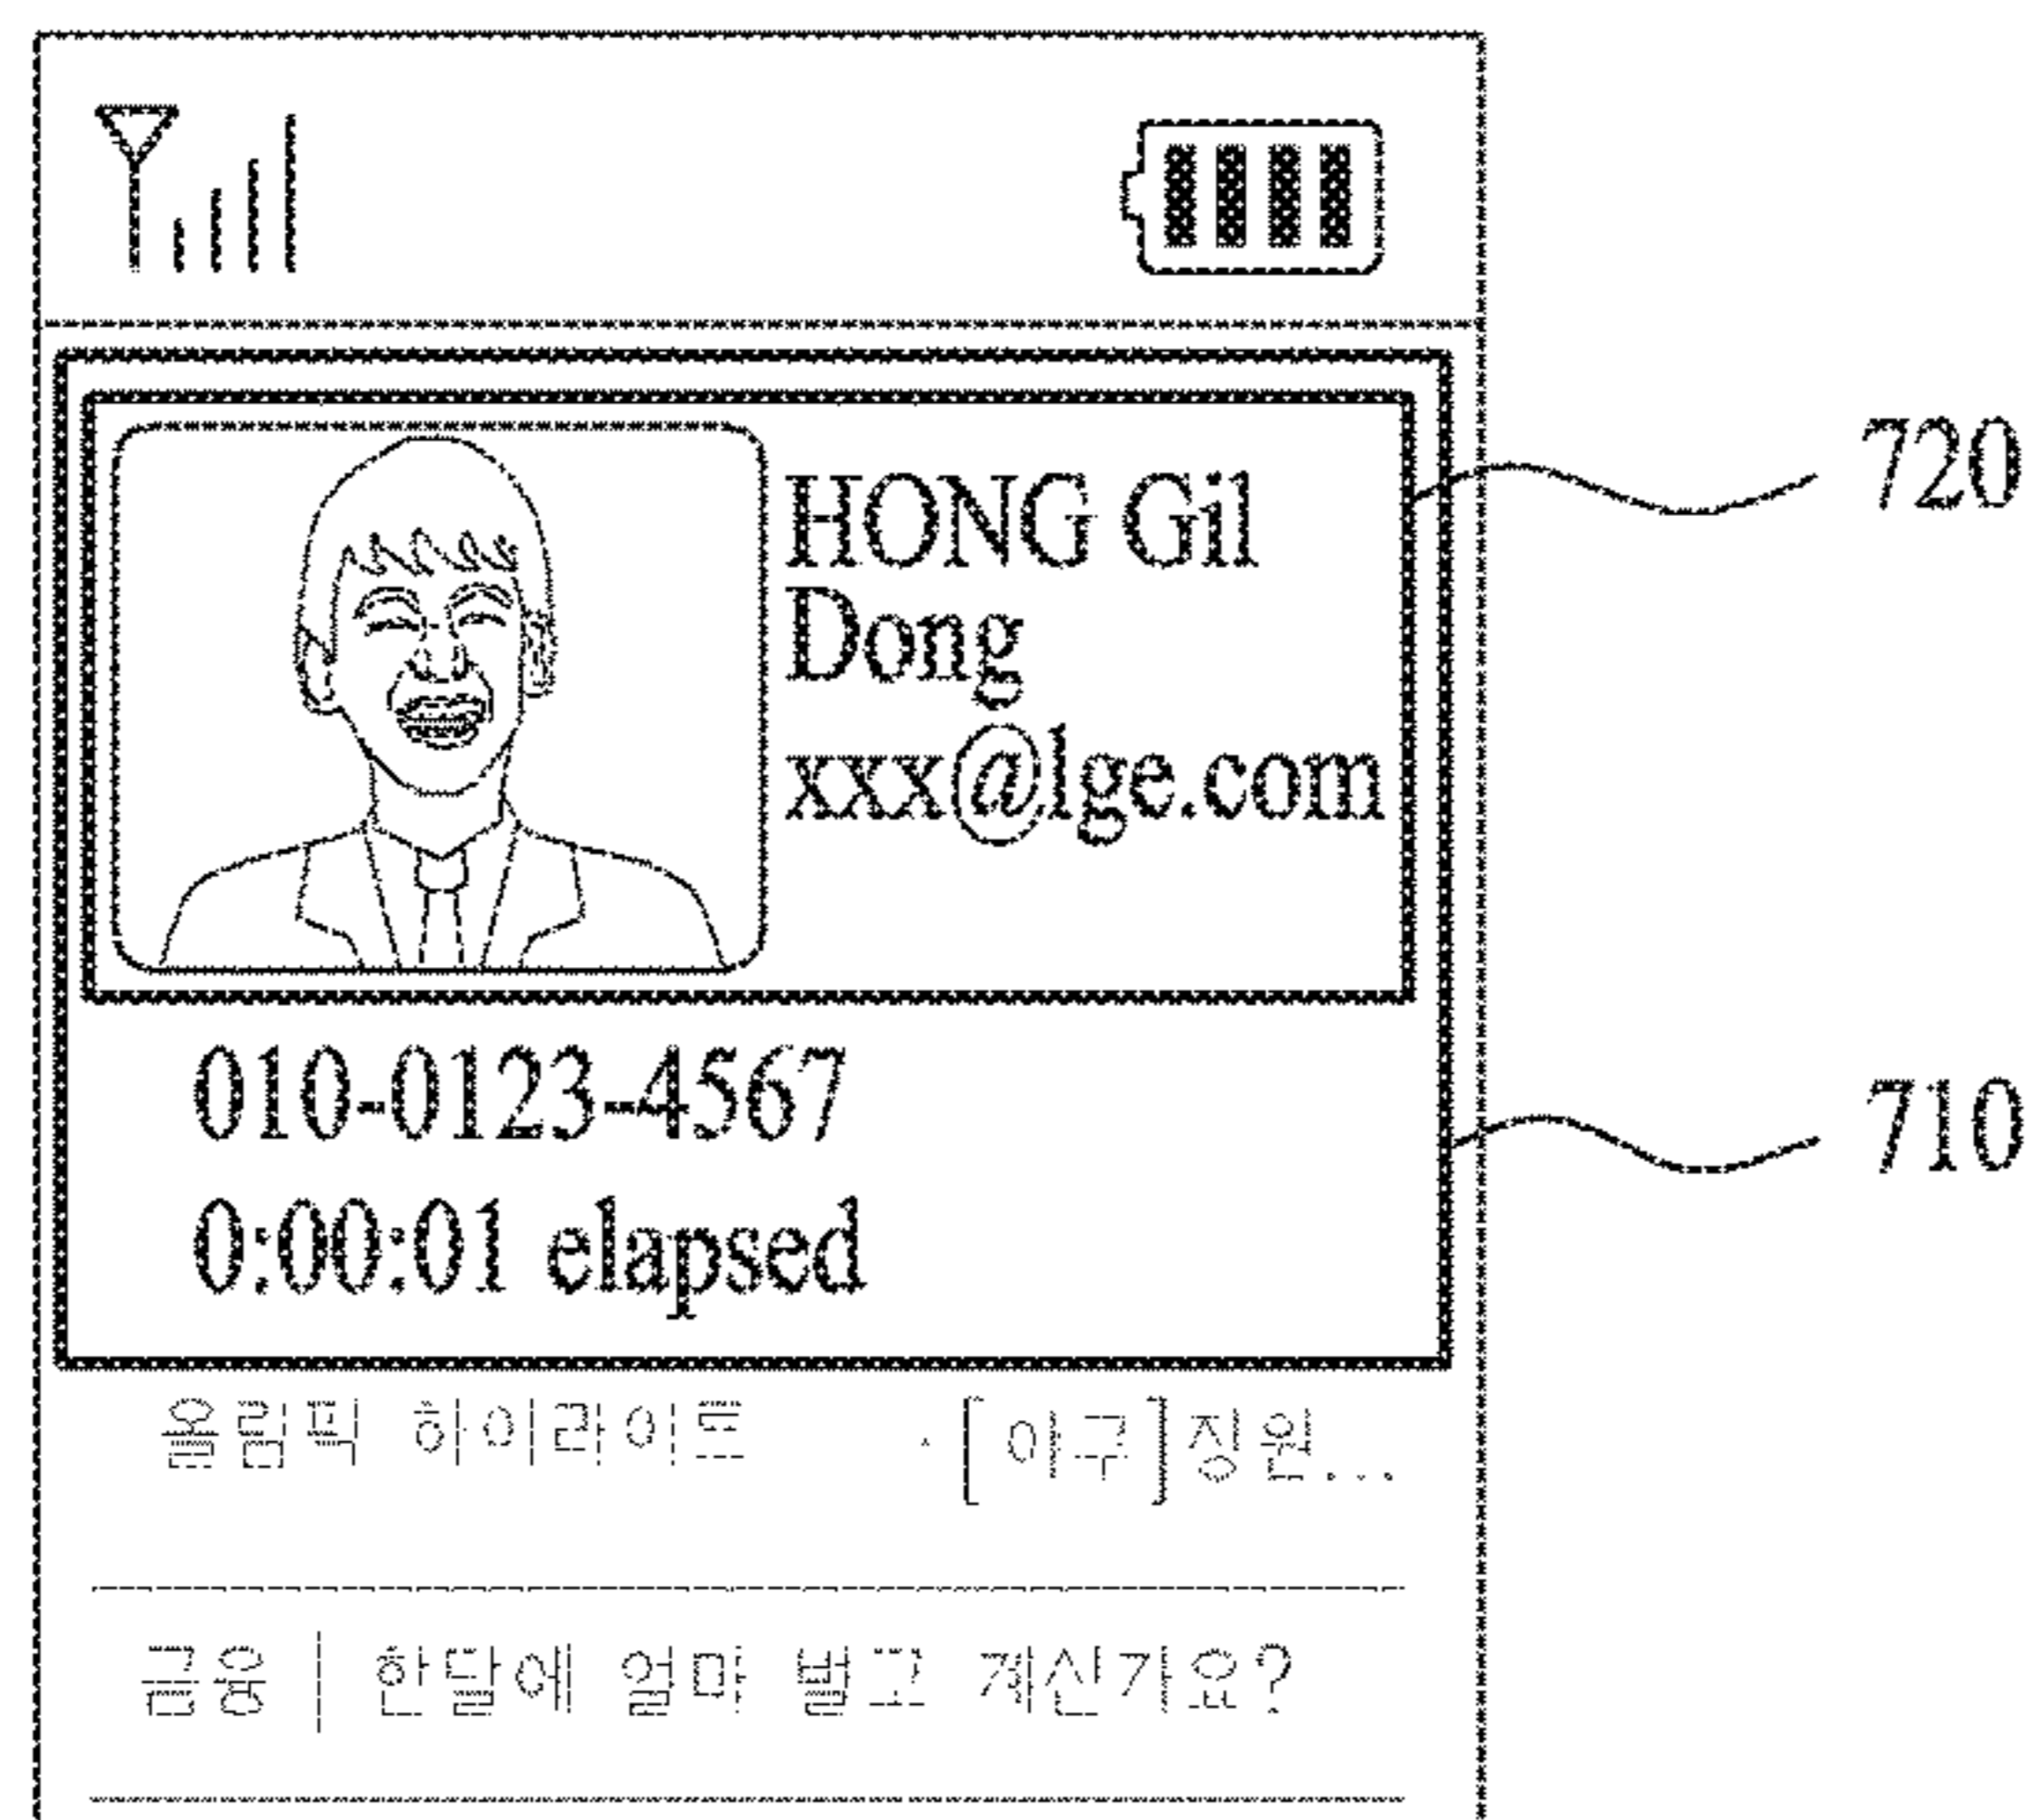 HONG Gil
Dong
xxx@lge.com
720
010-0123-4567
710
0:00:01 elapsed
올림픽 하이라이트 ·[야구]징원...
금융 | 한달에 얼마 벌고 계신가요?